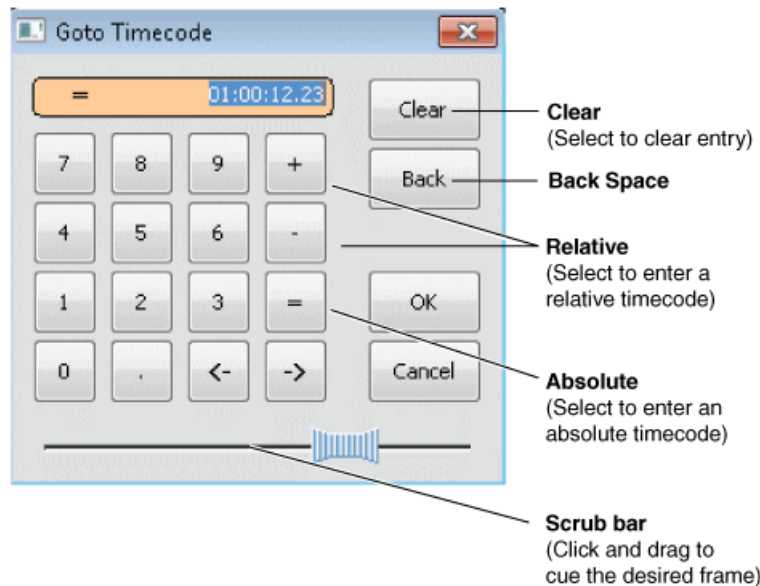 Goto Timecode
= 01:00:12.23
Clear
Back
7 8 9 +
4 5 6 -
1 2 3 =
0 . <- ->
OK
Cancel
Clear
(Select to clear entry)
Back Space
Relative
(Select to enter a
relative timecode)
Absolute
(Select to enter an
absolute timecode)
Scrub bar
(Click and drag to
cue the desired frame)